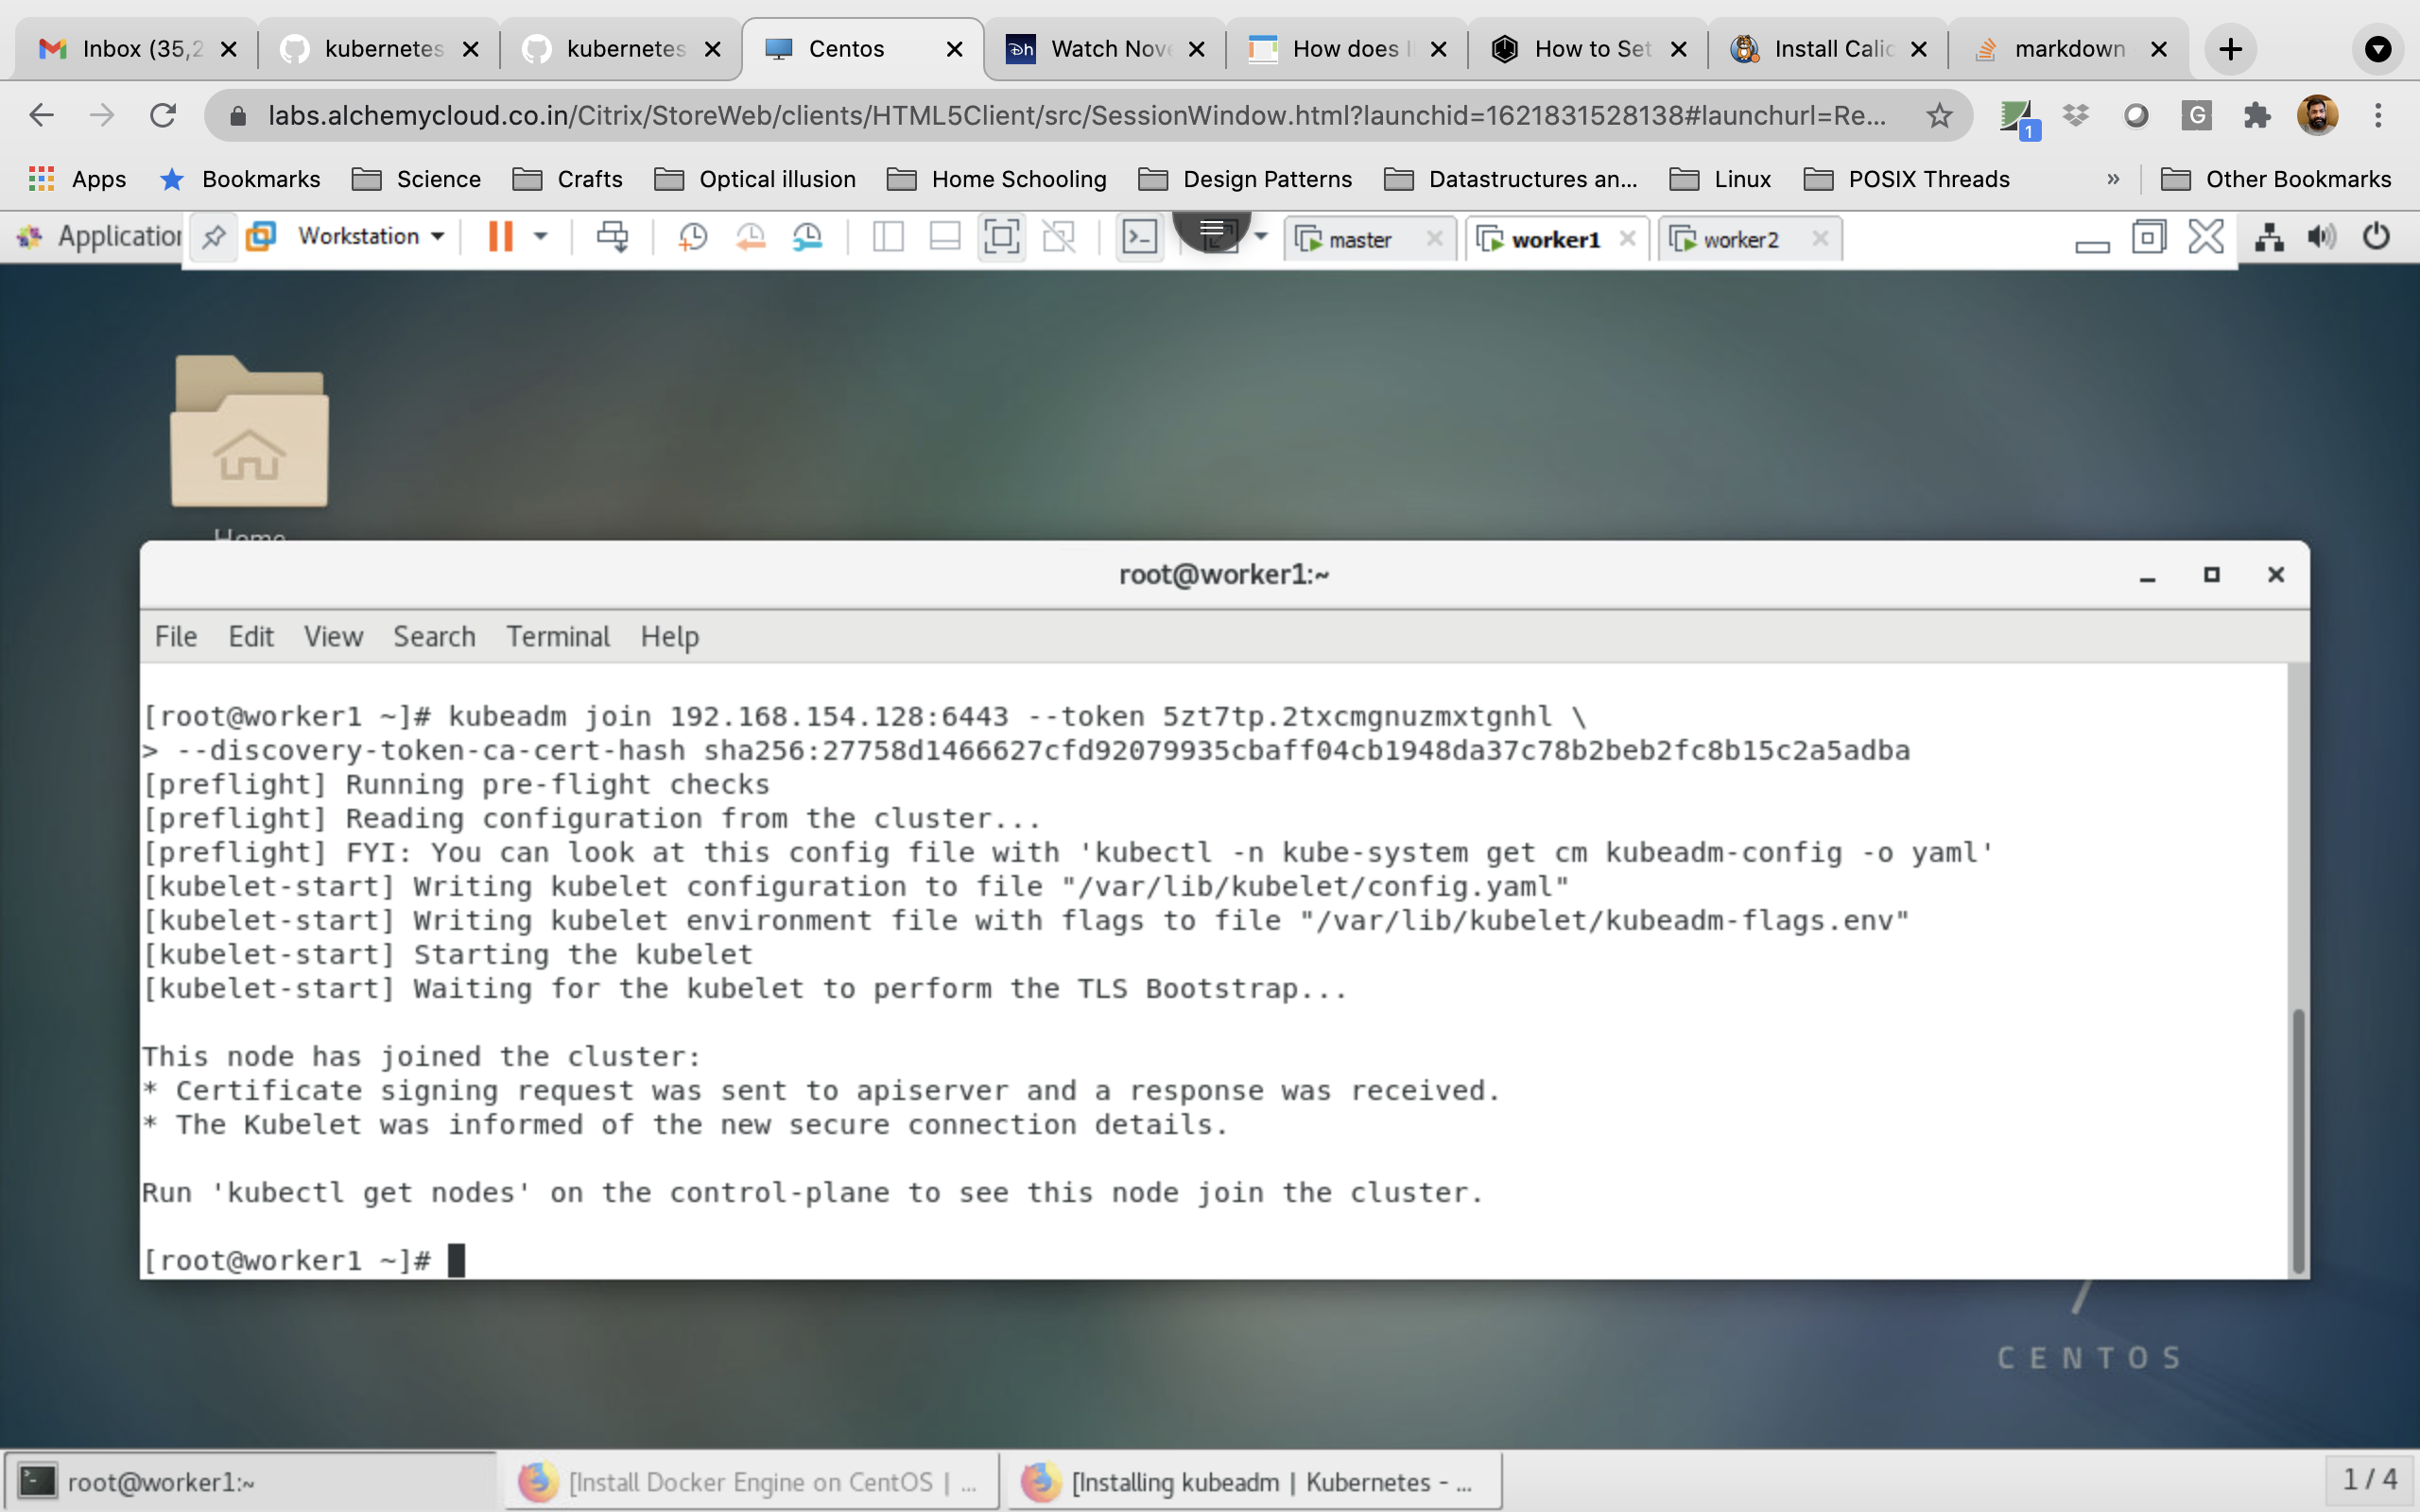 Inbox (35,2
kubernetes
kubernetes
Centos
Watch Nove
How does I
How to Set
Install Calic
markdown
labs.alchemycloud.co.in/Citrix/StoreWeb/clients/HTML5Client/src/SessionWindow.html?launchid=1621831528138#launchurl=Re...
1
G
Apps
Bookmarks
Science
Crafts
Optical illusion
Home Schooling
Design Patterns
Datastructures an...
Linux
POSIX Threads
»
Other Bookmarks
Application
Workstation
master
worker1
worker2
Home
root@worker1:~
File Edit View Search Terminal Help
[root@worker1 ~]# kubeadm join 192.168.154.128:6443 --token 5zt7tp.2txcmgnuzmxtgnhl \
> --discovery-token-ca-cert-hash sha256:27758d1466627cfd92079935cbaff04cb1948da37c78b2beb2fc8b15c2a5adba
[preflight] Running pre-flight checks
[preflight] Reading configuration from the cluster...
[preflight] FYI: You can look at this config file with 'kubectl -n kube-system get cm kubeadm-config -o yaml'
[kubelet-start] Writing kubelet configuration to file "/var/lib/kubelet/config.yaml"
[kubelet-start] Writing kubelet environment file with flags to file "/var/lib/kubelet/kubeadm-flags.env"
[kubelet-start] Starting the kubelet
[kubelet-start] Waiting for the kubelet to perform the TLS Bootstrap...
This node has joined the cluster:
* Certificate signing request was sent to apiserver and a response was received.
* The Kubelet was informed of the new secure connection details.
Run 'kubectl get nodes' on the control-plane to see this node join the cluster.
[root@worker1 ~]#
CENTOS
root@worker1:~
[Install Docker Engine on CentOS | ...
[Installing kubeadm | Kubernetes - ...
1 / 4